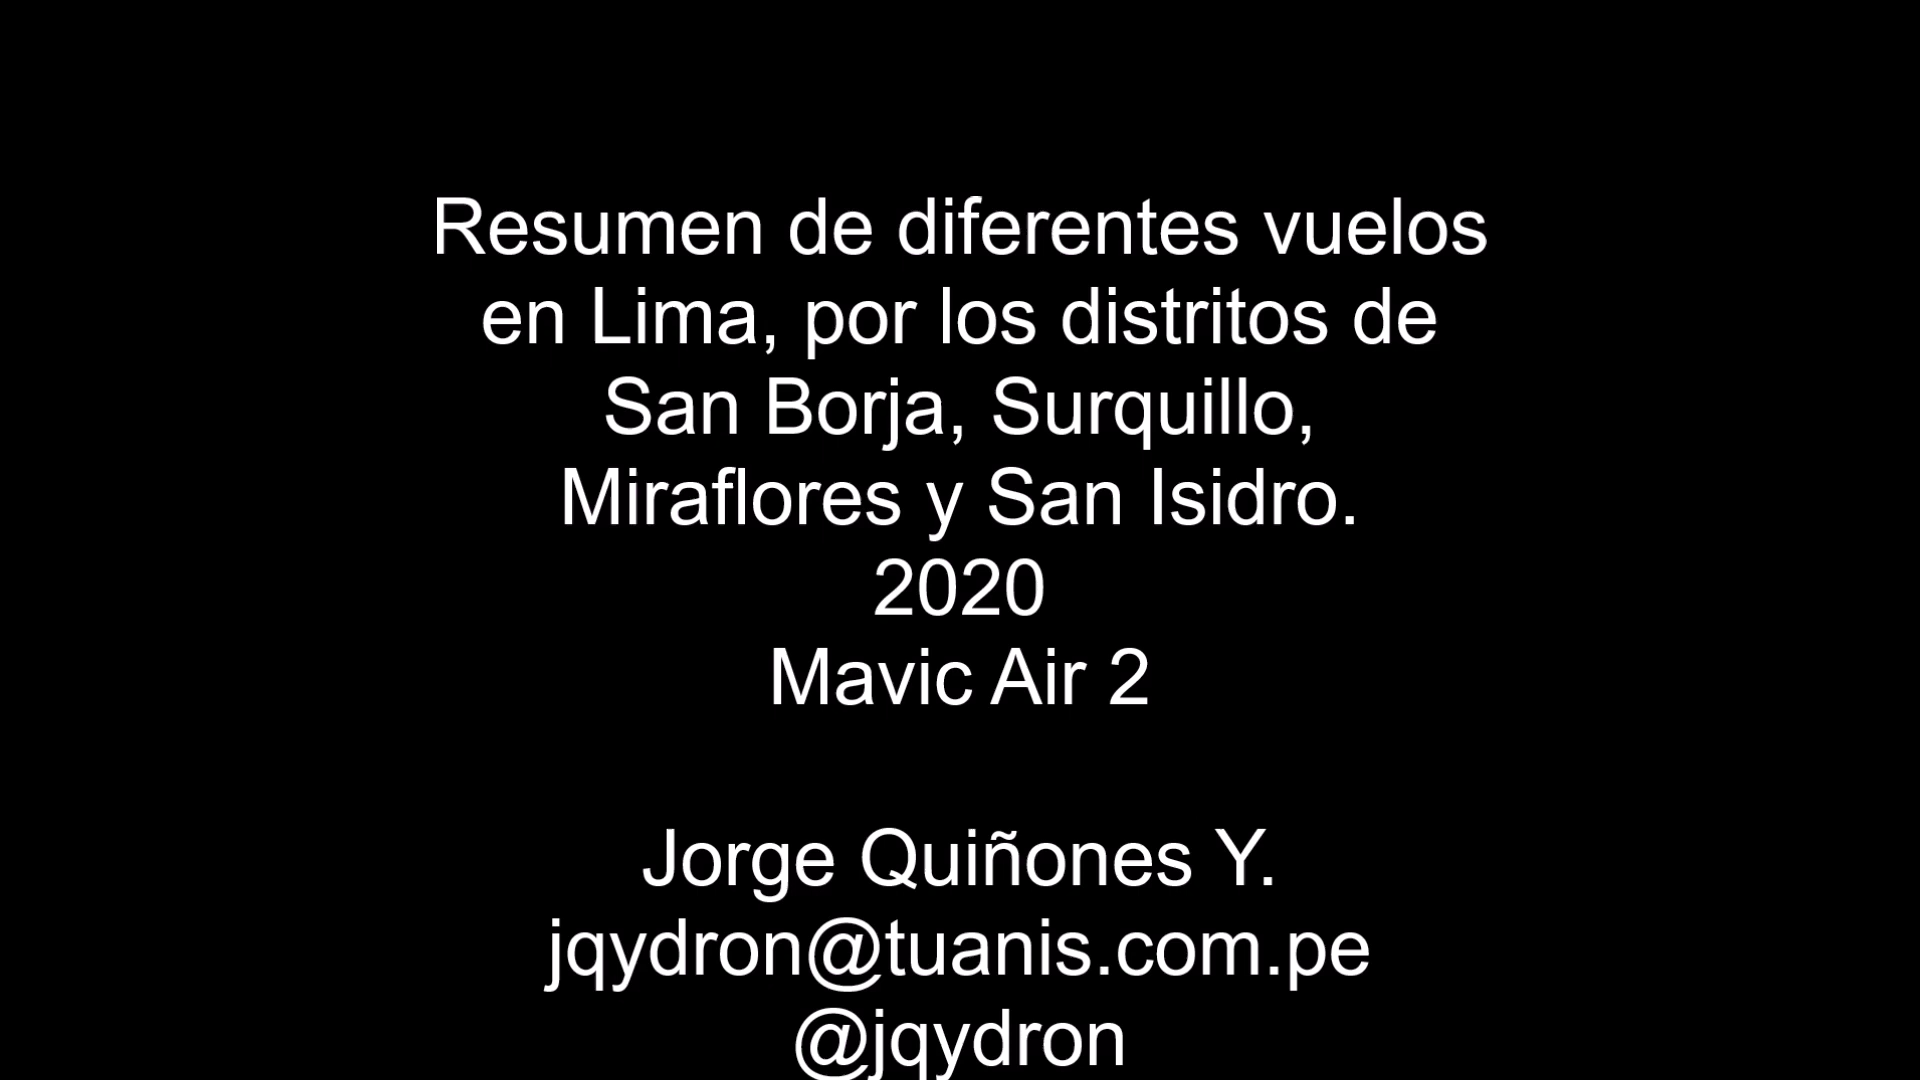 Resumen de diferentes vuelos
en Lima, por los distritos de
San Borja, Surquillo,
Miraflores y San Isidro.
2020
Mavic Air 2
Jorge Quiñones Y.
jqydron@tuanis.com.pe
@jqydron